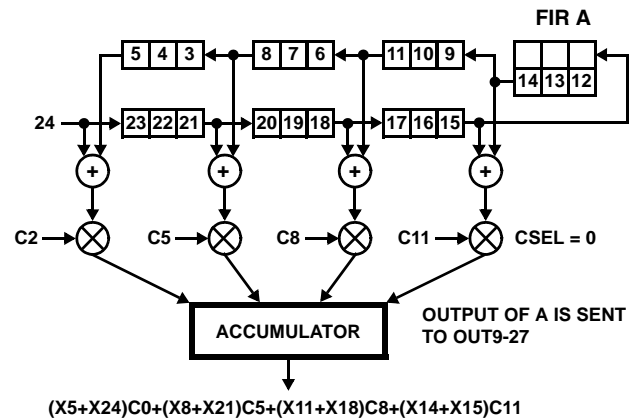 FIR A
5 4 3 8 7 6 11 10 9
14 13 12
24 23 22 21 20 19 18 17 16 15
+ + + +
C2 C5 C8 C11 CSEL = 0
ACCUMULATOR
OUTPUT OF A IS SENT
TO OUT9-27
(X5+X24)C0+(X8+X21)C5+(X11+X18)C8+(X14+X15)C11